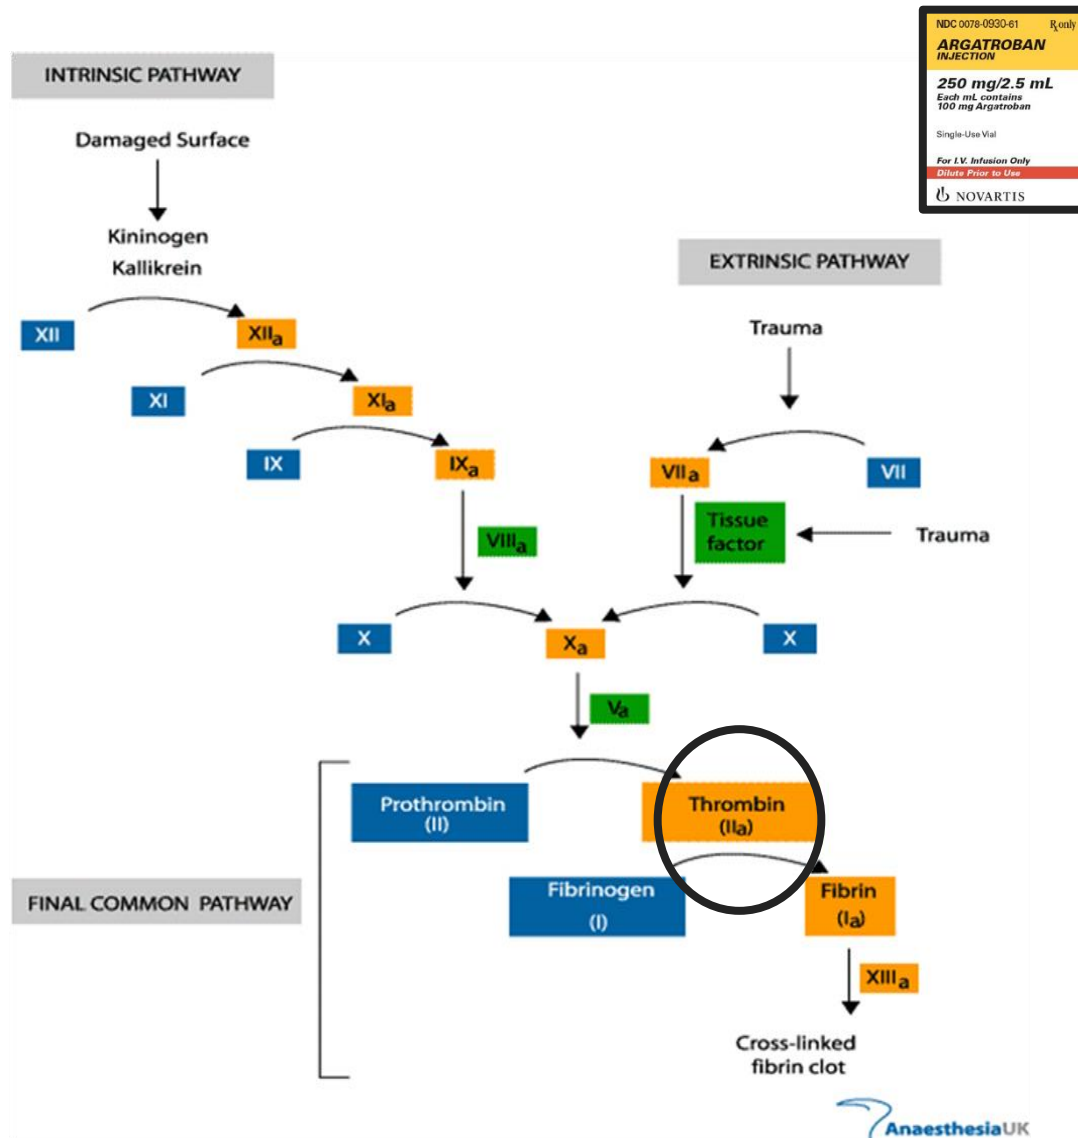 NDC 0078-0930-61 Rx only
ARGATROBAN
INJECTION
250 mg/2.5 mL
Each mL contains
100 mg Argatroban
Single-Use Vial
For I.V. Infusion Only
Dilute Prior to Use
NOVARTIS
INTRINSIC PATHWAY
Damaged Surface
Kininogen
Kallikrein
EXTRINSIC PATHWAY
XII
XIIa
Trauma
XI
XIa
IX
IXa
VIIa
VII
VIIIa
Tissue
factor
Trauma
X
Xa
X
Va
Prothrombin
(II)
Thrombin
(IIa)
FINAL COMMON PATHWAY
Fibrinogen
(I)
Fibrin
(Ia)
XIIIa
Cross-linked
fibrin clot
AnaesthesiaUK